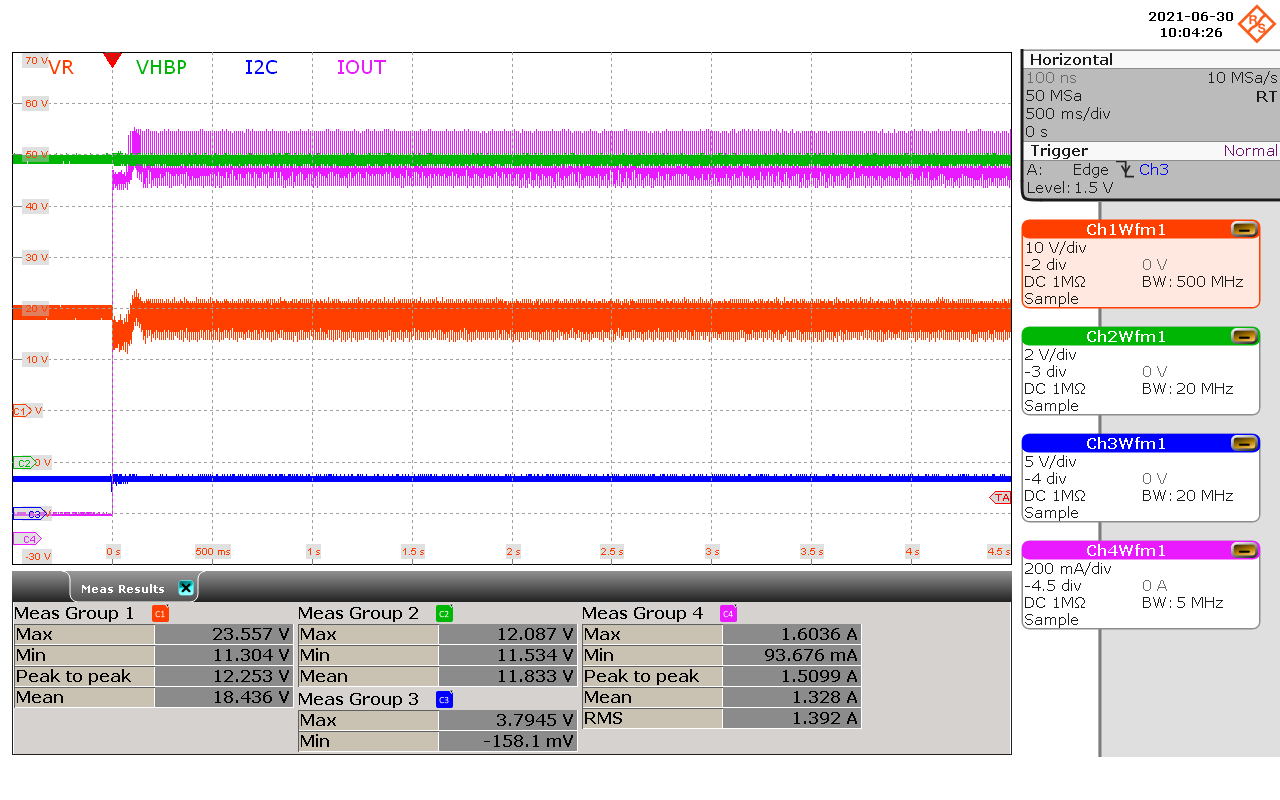 2021-06-30
10:04:26
R&S
70 V
VR
VHBP
I2C
IOUT
60 V
50 V
40 V
30 V
20 V
10 V
C1 V
C2 0 V
C3
C4
-30 V
TA
0 s
500 ms
1 s
1.5 s
2 s
2.5 s
3 s
3.5 s
4 s
4.5 s
Horizontal
100 ns 10 MSa/s
50 MSa RT
500 ms/div
0 s
Trigger Normal
A: Edge Ch3
Level: 1.5 V
Ch1Wfm1
10 V/div
-2 div 0 V
DC 1MΩ BW: 500 MHz
Sample
Ch2Wfm1
2 V/div
-3 div 0 V
DC 1MΩ BW: 20 MHz
Sample
Ch3Wfm1
5 V/div
-4 div 0 V
DC 1MΩ BW: 20 MHz
Sample
Ch4Wfm1
200 mA/div
-4.5 div 0 A
DC 1MΩ BW: 5 MHz
Sample
Meas Results
Meas Group 1 C1
Max 23.557 V
Min 11.304 V
Peak to peak 12.253 V
Mean 18.436 V
Meas Group 2 C2
Max 12.087 V
Min 11.534 V
Mean 11.833 V
Meas Group 3 C3
Max 3.7945 V
Min -158.1 mV
Meas Group 4 C4
Max 1.6036 A
Min 93.676 mA
Peak to peak 1.5099 A
Mean 1.328 A
RMS 1.392 A